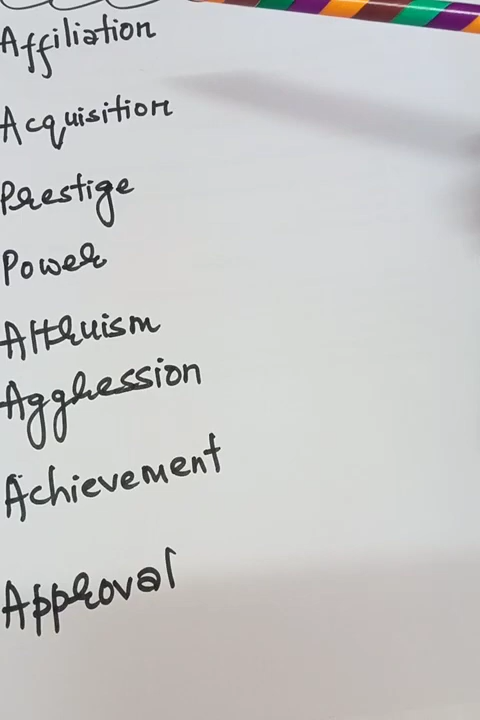 Affiliation
Acquisition
Prestige
Power
Altruism
Aggression
Achievement
Approval